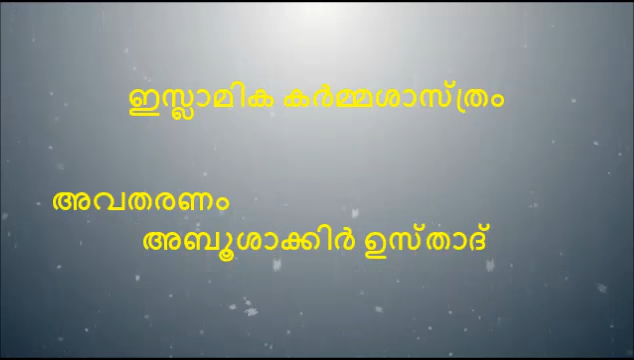 ഇസ്ലാമിക കർമ്മശാസ്ത്രം
അവതരണം
അബൂശാക്കിർ ഉസ്താദ്